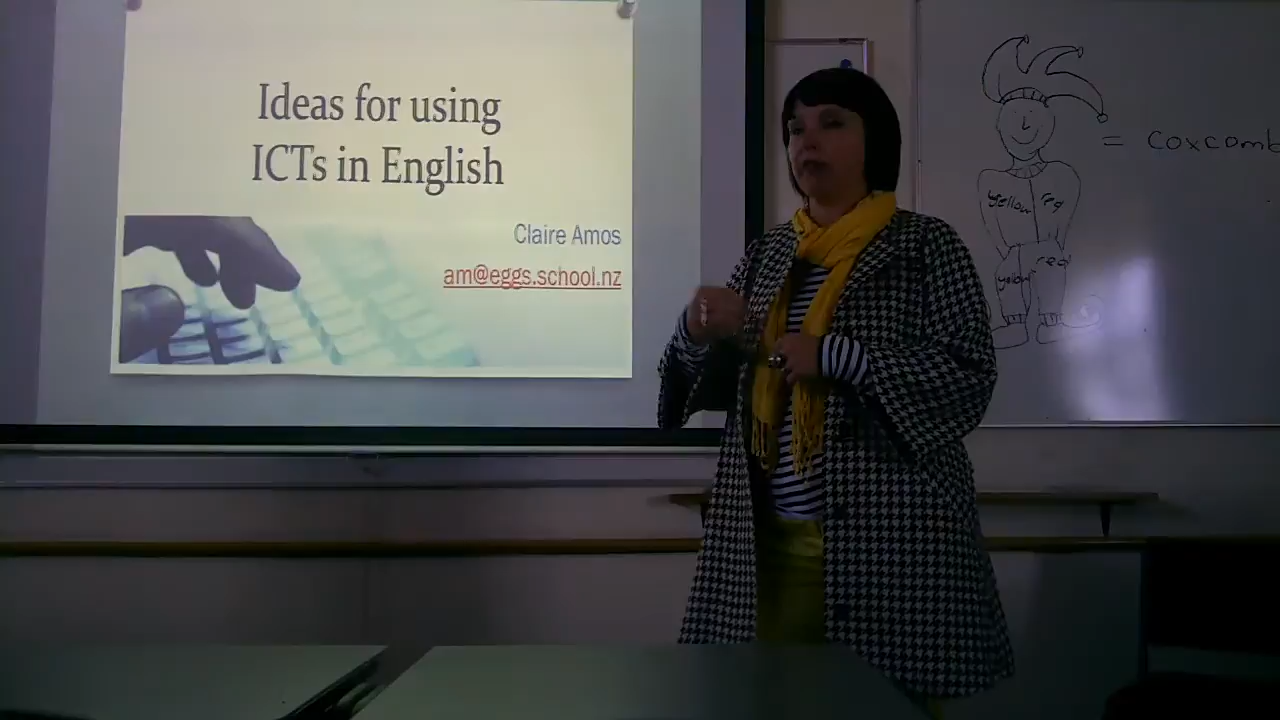 Ideas for using
ICTs in English
Claire Amos
am@eggs.school.nz
= coxcomb
yellow red
yellow red